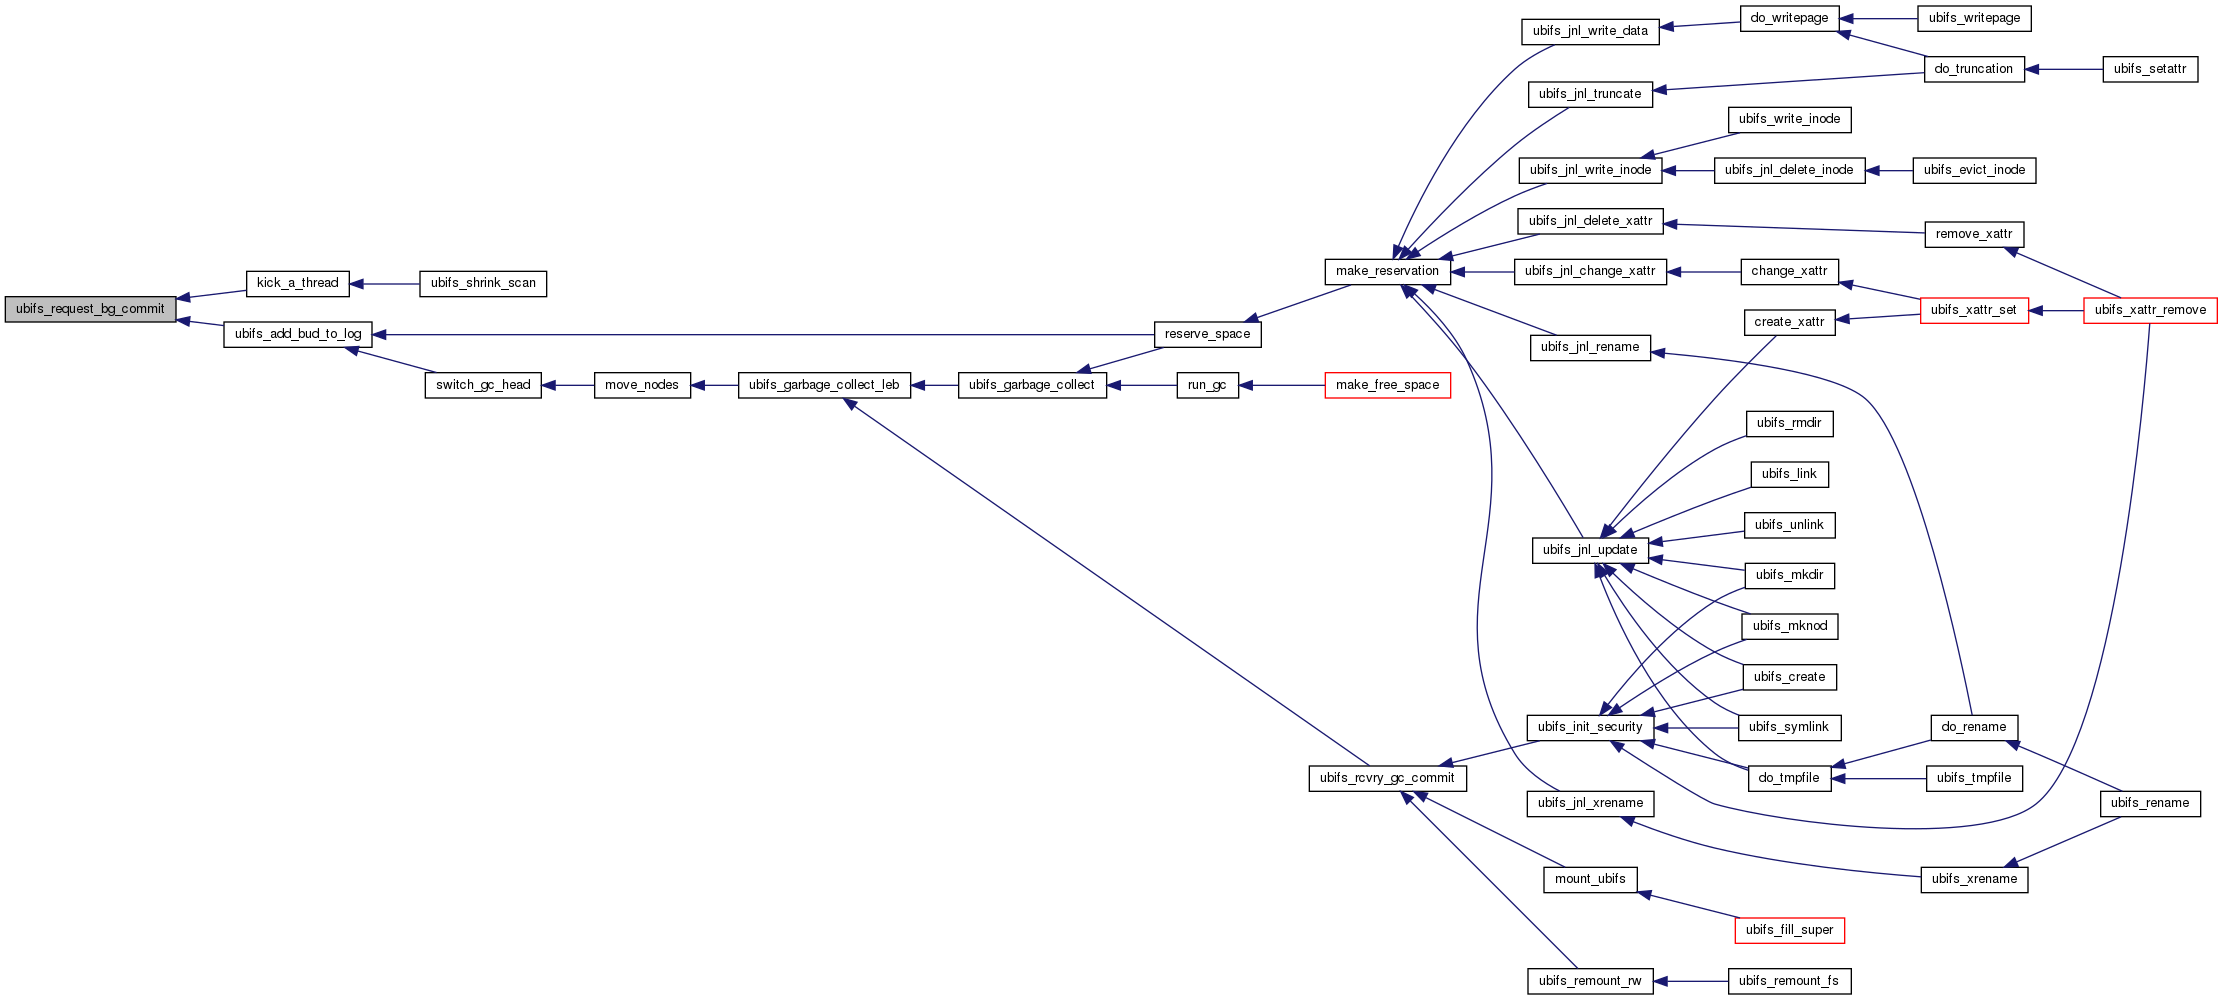 ubifs_request_bg_commit
kick_a_thread
ubifs_shrink_scan
ubifs_add_bud_to_log
switch_gc_head
move_nodes
ubifs_garbage_collect_leb
ubifs_garbage_collect
reserve_space
run_gc
make_free_space
make_reservation
ubifs_jnl_write_data
do_writepage
ubifs_writepage
do_truncation
ubifs_setattr
ubifs_jnl_truncate
ubifs_write_inode
ubifs_jnl_write_inode
ubifs_jnl_delete_inode
ubifs_evict_inode
ubifs_jnl_delete_xattr
remove_xattr
ubifs_jnl_change_xattr
change_xattr
ubifs_xattr_set
ubifs_xattr_remove
create_xattr
ubifs_jnl_rename
ubifs_rmdir
ubifs_link
ubifs_unlink
ubifs_jnl_update
ubifs_mkdir
ubifs_mknod
ubifs_create
ubifs_init_security
ubifs_symlink
do_rename
ubifs_rcvry_gc_commit
do_tmpfile
ubifs_tmpfile
ubifs_jnl_xrename
ubifs_rename
mount_ubifs
ubifs_xrename
ubifs_fill_super
ubifs_remount_rw
ubifs_remount_fs